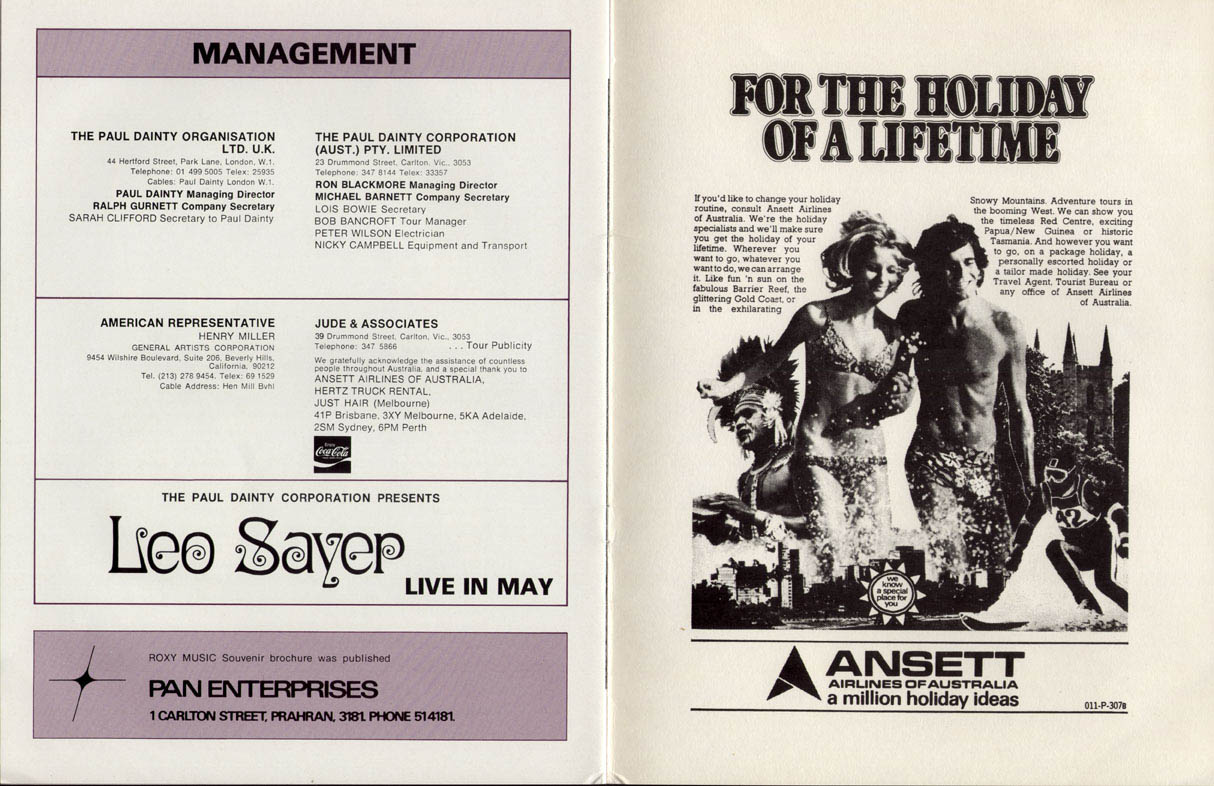 MANAGEMENT
THE PAUL DAINTY ORGANISATION
LTD. U.K.
44 Hertford Street, Park Lane, London, W.1.
Telephone: 01 499 5005 Telex: 25935
Cables: Paul Dainty London W.1.
PAUL DAINTY Managing Director
RALPH GURNETT Company Secretary
SARAH CLIFFORD Secretary to Paul Dainty
THE PAUL DAINTY CORPORATION
(AUST.) PTY. LIMITED
23 Drummond Street, Carlton, Vic., 3053
Telephone: 347 8144 Telex: 33357
RON BLACKMORE Managing Director
MICHAEL BARNETT Company Secretary
LOIS BOWIE Secretary
BOB BANCROFT Tour Manager
PETER WILSON Electrician
NICKY CAMPBELL Equipment and Transport
AMERICAN REPRESENTATIVE
HENRY MILLER
GENERAL ARTISTS CORPORATION
9454 Wilshire Boulevard, Suite 206, Beverly Hills,
California, 90212
Tel. (213) 278 9454. Telex: 69 1529
Cable Address: Hen Mill Bvhl
JUDE & ASSOCIATES
39 Drummond Street, Carlton, Vic., 3053
Telephone: 347 5866 ... Tour Publicity
We gratefully acknowledge the assistance of countless
people throughout Australia, and a special thank you to
ANSETT AIRLINES OF AUSTRALIA,
HERTZ TRUCK RENTAL,
JUST HAIR (Melbourne)
41P Brisbane, 3XY Melbourne, 5KA Adelaide,
2SM Sydney, 6PM Perth
Enjoy
Coca-Cola
THE PAUL DAINTY CORPORATION PRESENTS
Leo Sayer
LIVE IN MAY
ROXY MUSIC Souvenir brochure was published
PAN ENTERPRISES
1 CARLTON STREET, PRAHRAN, 3181. PHONE 514181.
FOR THE HOLIDAY
OF A LIFETIME
If you'd like to change your holiday
routine, consult Ansett Airlines
of Australia. We're the holiday
specialists and we'll make sure
you get the holiday of your
lifetime. Wherever you
want to go, whatever you
want to do, we can arrange
it. Like fun 'n sun on the
fabulous Barrier Reef, the
glittering Gold Coast, or
in the exhilarating
Snowy Mountains. Adventure tours in
the booming West. We can show you
the timeless Red Centre, exciting
Papua/New Guinea or historic
Tasmania. And however you want
to go, on a package holiday, a
personally escorted holiday or
a tailor made holiday. See your
Travel Agent, Tourist Bureau or
any office of Ansett Airlines
of Australia.
42
we
know
a special
place for
you
ANSETT
AIRLINES OF AUSTRALIA
a million holiday ideas
011-P-307B